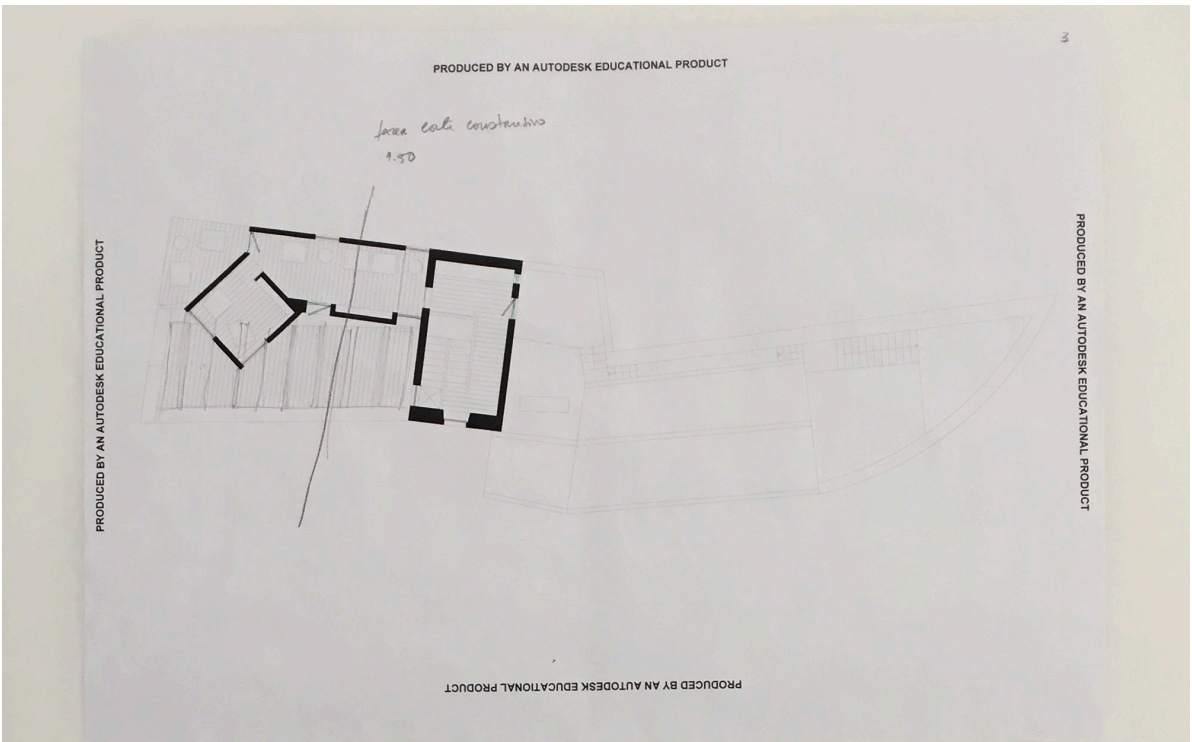 3
PRODUCED BY AN AUTODESK EDUCATIONAL PRODUCT
fazer corte construtivo
1.50
PRODUCED BY AN AUTODESK EDUCATIONAL PRODUCT
PRODUCED BY AN AUTODESK EDUCATIONAL PRODUCT
PRODUCED BY AN AUTODESK EDUCATIONAL PRODUCT